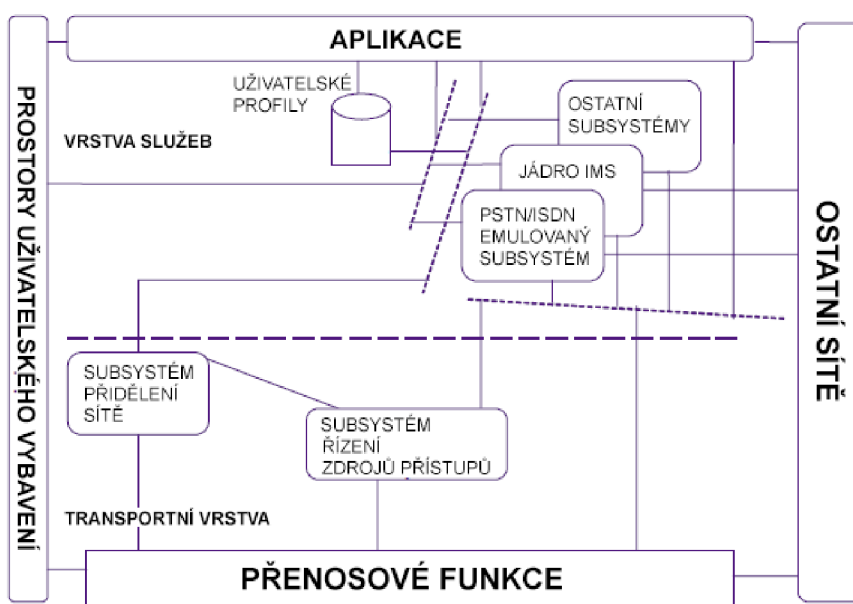 APLIKACE
PROSTORY UŽIVATELSKÉHO VYBAVENÍ
UŽIVATELSKÉ
PROFILY
OSTATNÍ
SUBSYSTÉMY
VRSTVA SLUŽEB
JÁDRO IMS
PSTN/ISDN
EMULOVANÝ
SUBSYSTÉM
OSTATNÍ SÍTĚ
SUBSYSTÉM
PŘIDĚLENÍ
SÍTĚ
SUBSYSTÉM
ŘÍZENÍ
ZDROJŮ PŘÍSTUPŮ
TRANSPORTNÍ VRSTVA
PŘENOSOVÉ FUNKCE